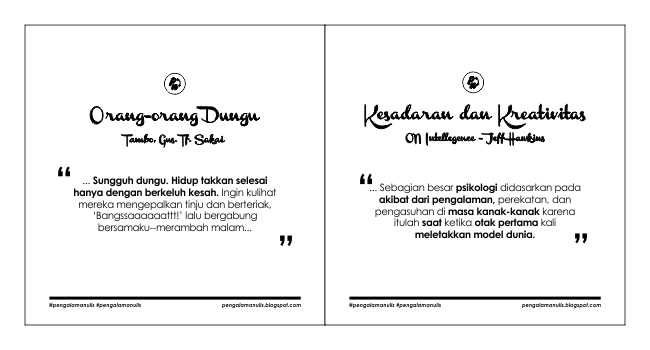 Orang-orang Dungu
Tambo, Gus Tf. Sakai
“
... Sungguh dungu. Hidup takkan selesai
hanya dengan berkeluh kesah. Ingin kulihat
mereka mengepalkan tinju dan berteriak,
‘Bangssaaaaaattt!’ lalu bergabung
bersamaku--merambah malam...
”
#pengalamanulis #pengalamanulis pengalamanulis.blogspot.com
Kesadaran dan Kreativitas
ON Intellegence - Jeff Hawkins
“
... Sebagian besar psikologi didasarkan pada
akibat dari pengalaman, perekatan, dan
pengasuhan di masa kanak-kanak karena
itulah saat ketika otak pertama kali
meletakkan model dunia.
”
#pengalamanulis #pengalamanulis pengalamanulis.blogspot.com